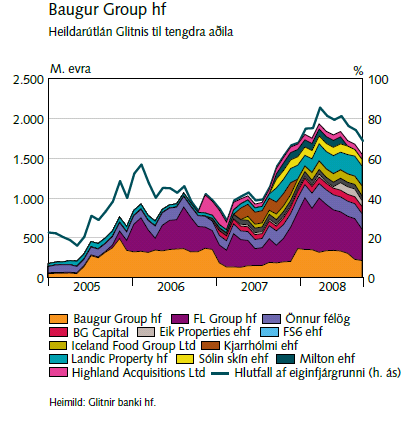 Baugur Group hf
Heildarútlán Glitnis til tengdra aðila
M. evra %
2.500 100
2.000 80
1.500 60
1.000 40
500 20
0 0
2005 2006 2007 2008
Baugur Group hf FL Group hf Önnur félög
BG Capital Eik Properties ehf FS6 ehf
Iceland Food Group Ltd Kjarrhólmi ehf
Landic Property hf Sólin skín ehf Milton ehf
Highland Acquisitions Ltd Hlutfall af eiginfjárgrunni (h. ás)
Heimild: Glitnir banki hf.